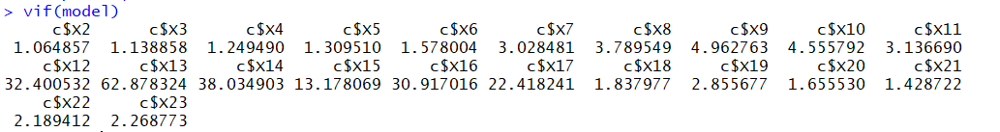 > vif(model)
c$X2 c$X3 c$X4 c$X5 c$X6 c$X7 c$X8 c$X9 c$X10 c$X11
1.064857 1.138858 1.249490 1.309510 1.578004 3.028481 3.789549 4.962763 4.555792 3.136690
c$X12 c$X13 c$X14 c$X15 c$X16 c$X17 c$X18 c$X19 c$X20 c$X21
32.400532 62.878324 38.034903 13.178069 30.917016 22.418241 1.837977 2.855677 1.655530 1.428722
c$X22 c$X23
2.189412 2.268773